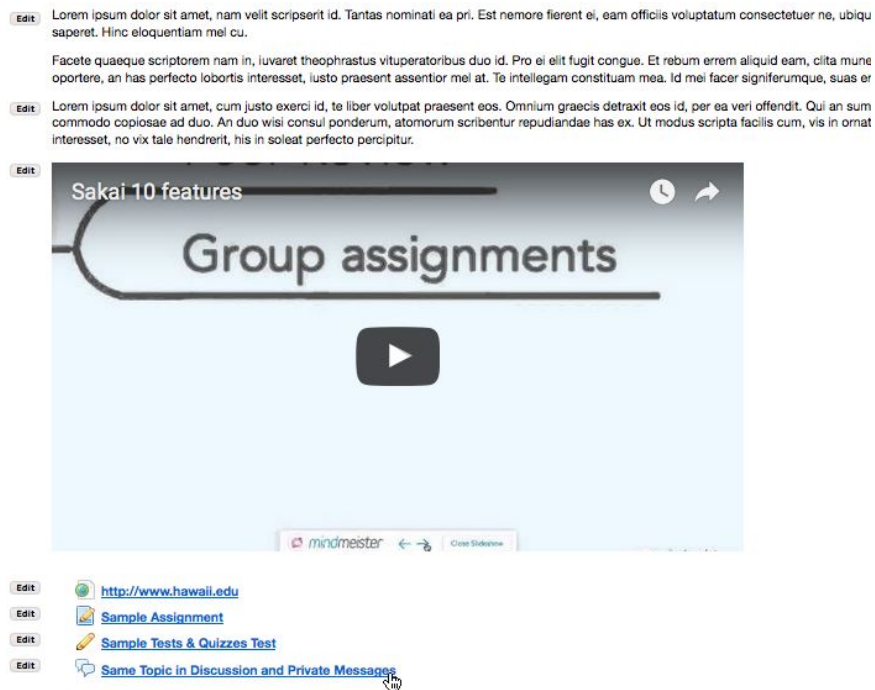 Edit Lorem ipsum dolor sit amet, nam velit scripserit id. Tantas nominati ea pri. Est nemore fierent ei, eam officiis voluptatum consectetuer ne, ubiqu
saperet. Hinc eloquentiam mel cu.
Facete quaeque scriptorem nam in, iuvaret theophrastus vituperatoribus duo id. Pro ei elit fugit congue. Et rebum errem aliquid eam, clita mune
oportere, an has perfecto lobortis interesset, iusto praesent assentior mel at. Te intellegam constituam mea. Id mei facer signiferumque, suas er
Edit Lorem ipsum dolor sit amet, cum justo exerci id, te liber volutpat praesent eos. Omnium graecis detraxit eos id, per ea veri offendit. Qui an sum
commodo copiosae ad duo. An duo wisi consul ponderum, atomorum scribentur repudiandae has ex. Ut modus scripta facilis cum, vis in ornat
interesset, no vix tale hendrerit, his in soleat perfecto percipitur.
Edit
Sakai 10 features
Group assignments
mindmeister Close Slideshow
Edit http://www.hawaii.edu
Edit Sample Assignment
Edit Sample Tests & Quizzes Test
Edit Same Topic in Discussion and Private Messages